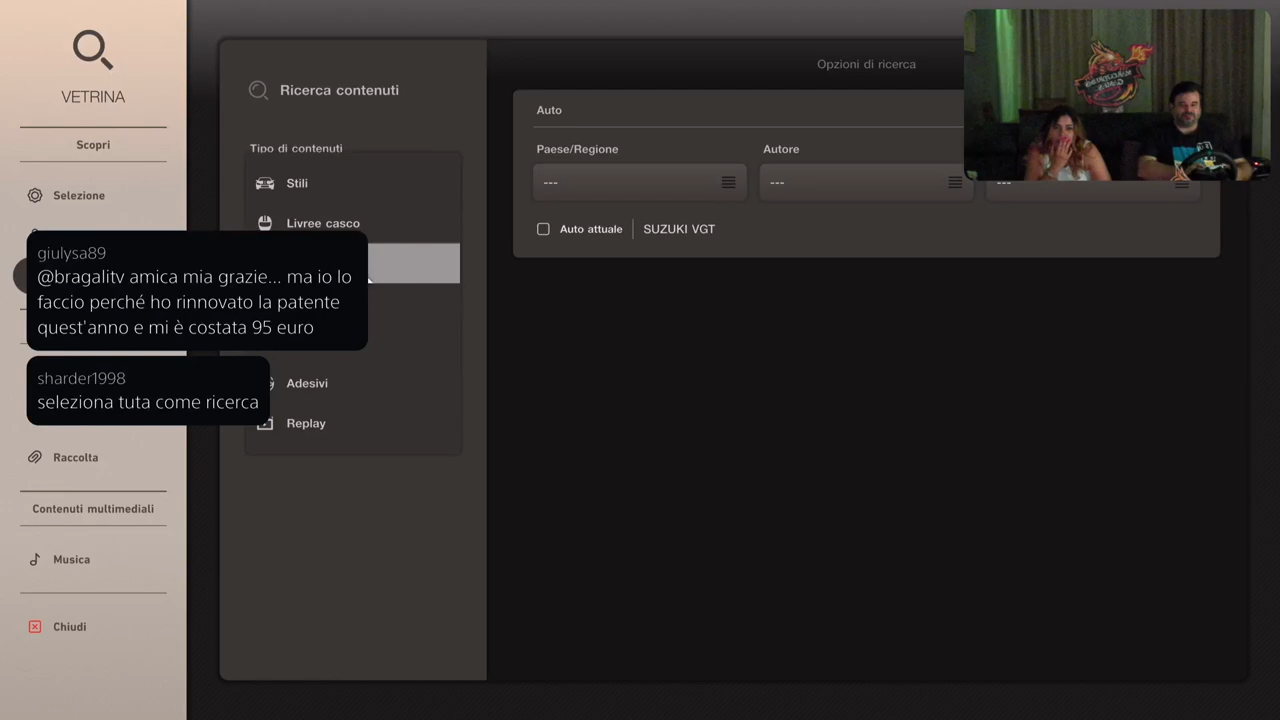 VETRINA
Scopri
Selezione
Raccolta
Contenuti multimediali
Musica
Chiudi
giulysa89
@bragalitv amica mia grazie... ma io lo
faccio perché ho rinnovato la patente
quest'anno e mi è costata 95 euro
sharder1998
seleziona tuta come ricerca
Ricerca contenuti
Tipo di contenuti
Stili
Livree casco
Adesivi
Replay
Opzioni di ricerca
Auto
Paese/Regione
Autore
---
---
---
Auto attuale
SUZUKI VGT